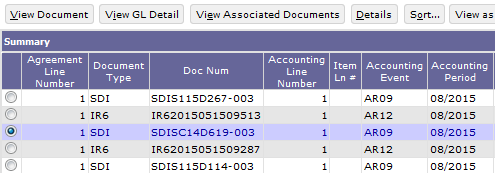 View Document View GL Detail View Associated Documents Details Sort... View as
Summary
Agreement Line Number Document Type Doc Num Accounting Line Number Item Ln # Accounting Event Accounting Period
1 SDI SDIS115D267-003 1 AR09 08/2015
1 IR6 IR62015051509513 1 AR12 08/2015
1 SDI SDISC14D619-003 1 AR09 08/2015
1 IR6 IR62015051509287 1 AR12 08/2015
1 SDI SDIS115D114-003 1 AR09 08/2015